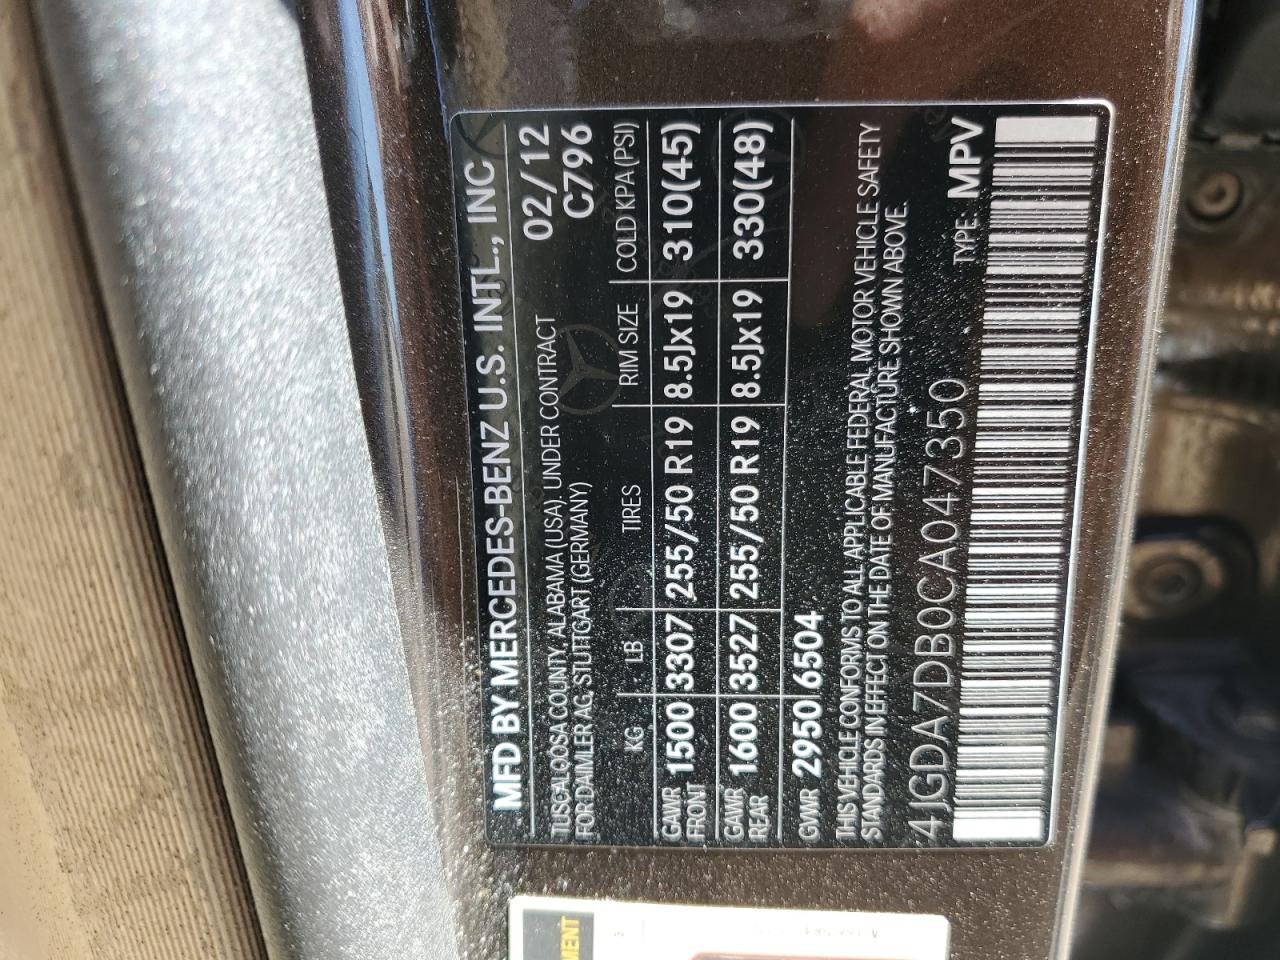 MFD BY MERCEDES-BENZ U.S. INTL., INC
TUSCALOOSA COUNTY, ALABAMA (USA). UNDER CONTRACT 02/12
FOR DAIMLER AG, STUTTGART (GERMANY) C796
KG LB TIRES RIM SIZE COLD KPA (PSI)
GAWR FRONT 1500 3307 255/50 R19 8.5Jx19 310(45)
GAWR REAR 1600 3527 255/50 R19 8.5Jx19 330(48)
GVWR 2950 6504
THIS VEHICLE CONFORMS TO ALL APPLICABLE FEDERAL MOTOR VEHICLE SAFETY
STANDARDS IN EFFECT ON THE DATE OF MANUFACTURE SHOWN ABOVE.
4JGDA7DB0CA047350 TYPE: MPV